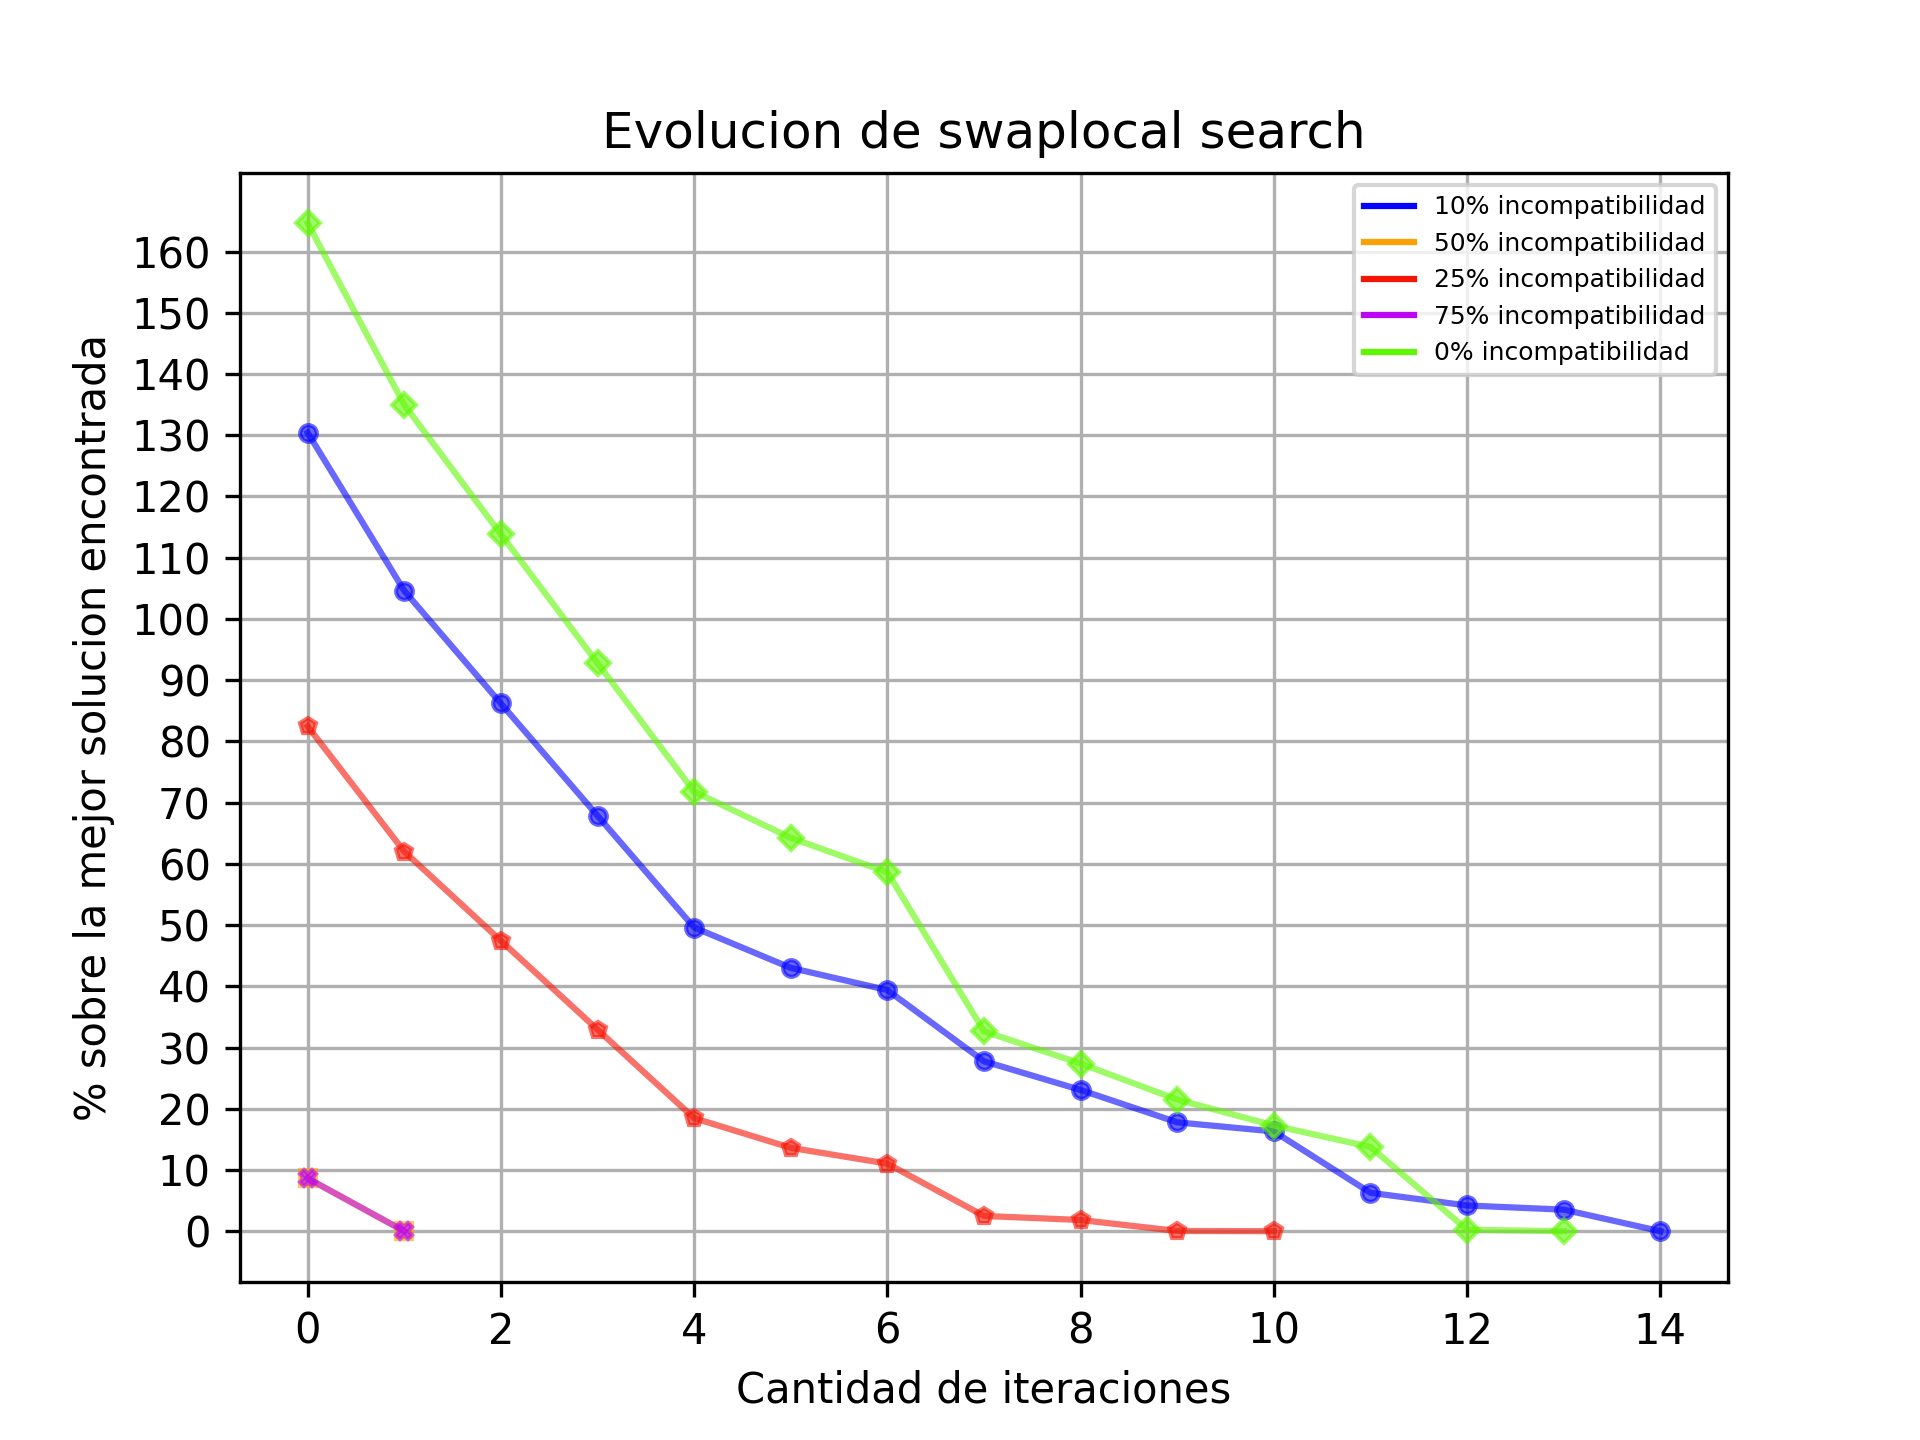 Evolucion de swaplocal search
10% incompatibilidad
50% incompatibilidad
25% incompatibilidad
75% incompatibilidad
0% incompatibilidad
% sobre la mejor solucion encontrada
160
150
140
130
120
110
100
90
80
70
60
50
40
30
20
10
0
0 2 4 6 8 10 12 14
Cantidad de iteraciones